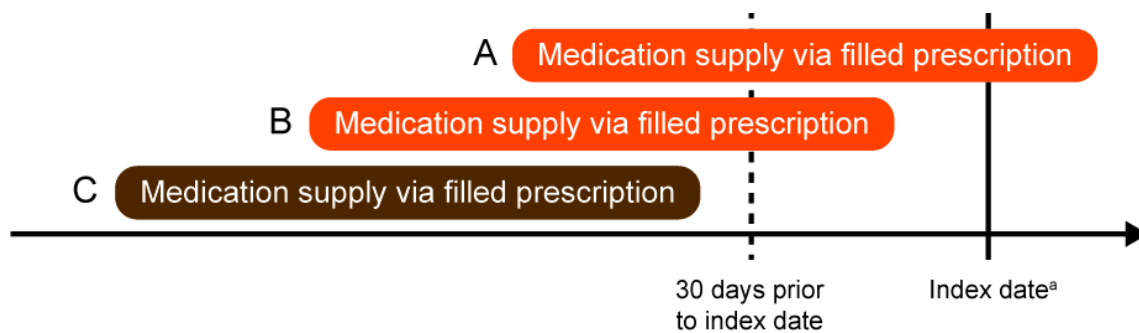 A Medication supply via filled prescription
B Medication supply via filled prescription
C Medication supply via filled prescription
30 days prior
to index date
Index dateᵃ